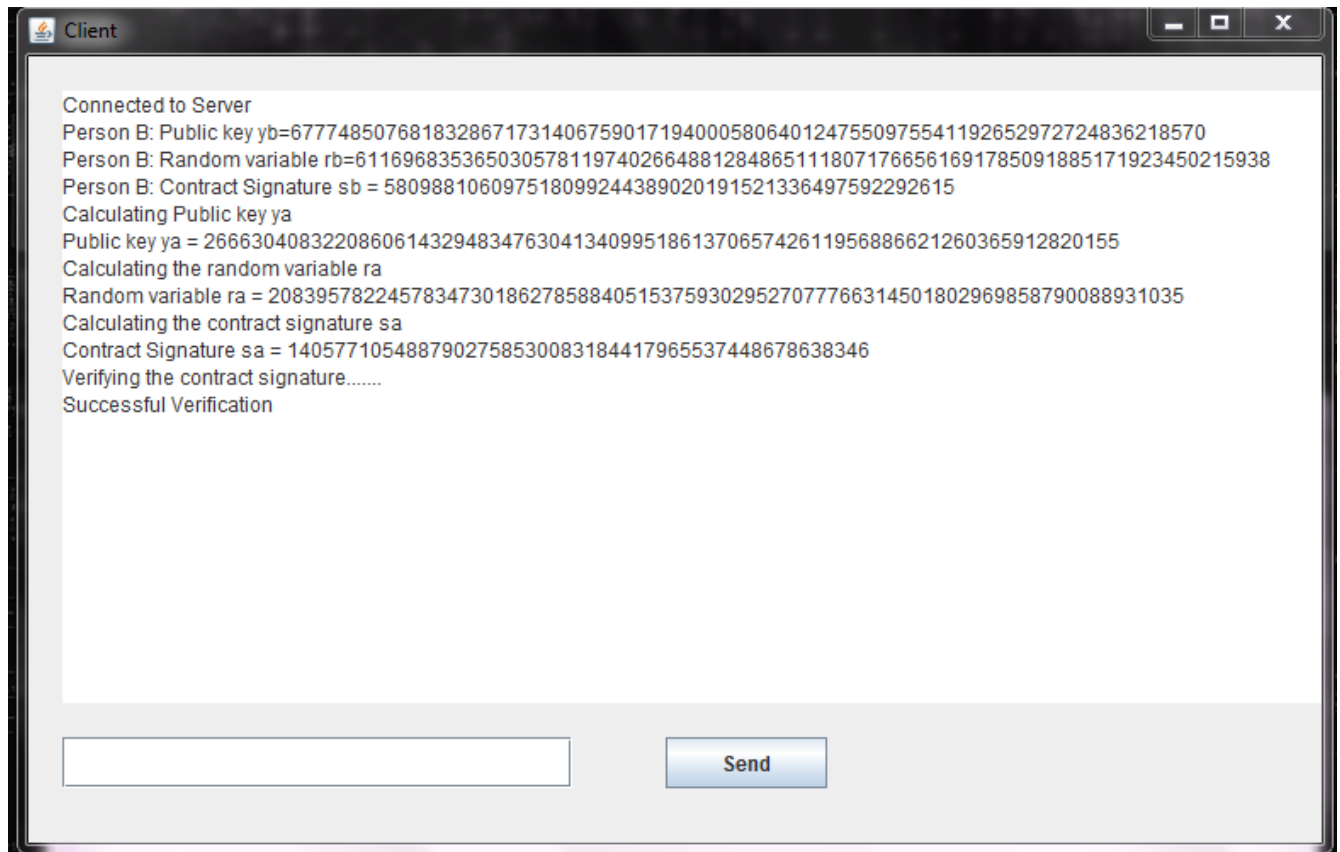 Client
Connected to Server
Person B: Public key yb=67774850768183286717314067590171940005806401247550975541192652972724836218570
Person B: Random variable rb=61169683536503057811974026648812848651118071766561691785091885171923450215938
Person B: Contract Signature sb = 580988106097518099244389020191521336497592292615
Calculating Public key ya
Public key ya = 26663040832208606143294834763041340995186137065742611956886621260365912820155
Calculating the random variable ra
Random variable ra = 20839578224578347301862785884051537593029527077766314501802969858790088931035
Calculating the contract signature sa
Contract Signature sa = 1405771054887902758530083184417965537448678638346
Verifying the contract signature.......
Successful Verification
Send